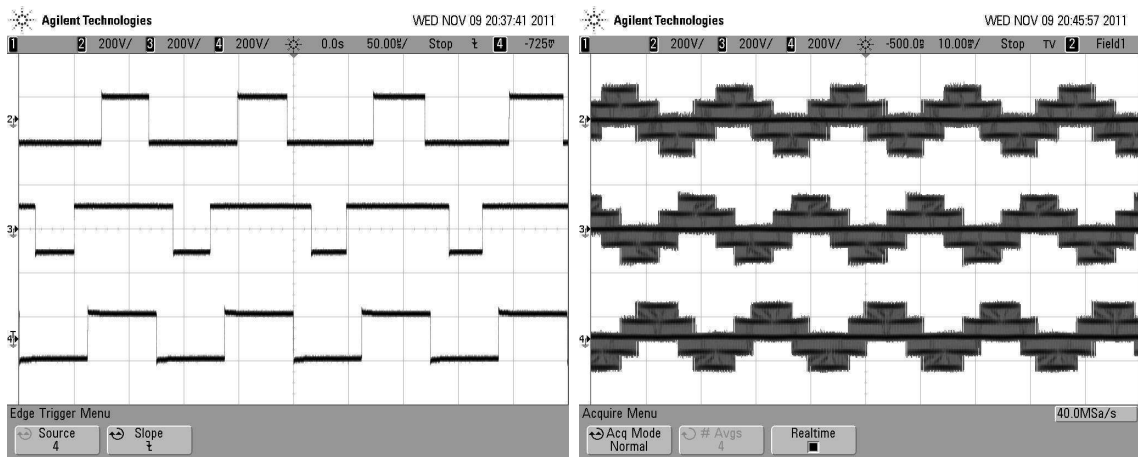 Agilent Technologies WED NOV 09 20:37:41 2011
1 2 200V/ 3 200V/ 4 200V/ 0.0s 50.00 / Stop 4 -725
2
3
4
Edge Trigger Menu
Source Slope
4
Agilent Technologies WED NOV 09 20:45:57 2011
1 2 200V/ 3 200V/ 4 200V/ -500.0 10.00 / Stop TV 2 Field1
2
3
4
Acquire Menu 40.0MSa/s
Acq Mode # Avgs Realtime
Normal 4